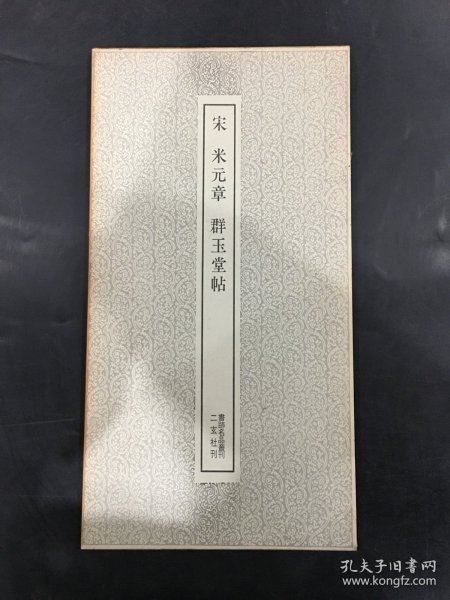 宋 米元章 群玉堂帖
書跡名品叢刊
二玄社刊
孔夫子旧书网
www.kongfz.com